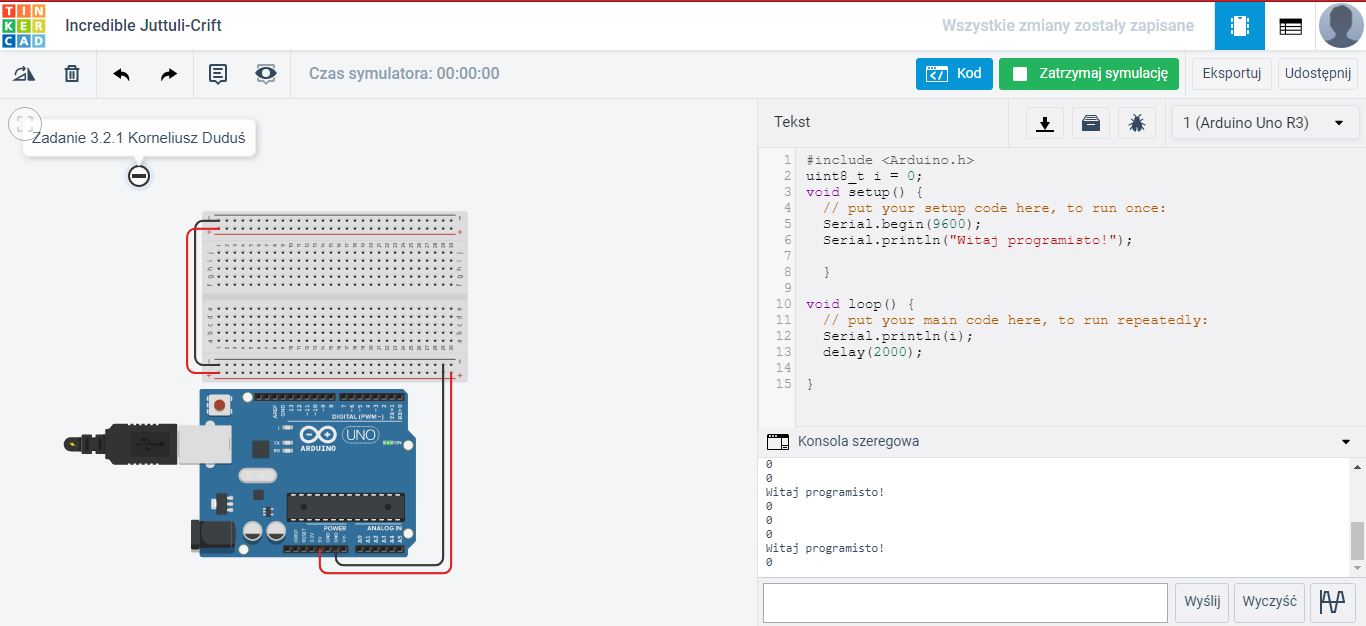 TIN
KER
CAD
Incredible Juttuli-Crift
Wszystkie zmiany zostały zapisane
Czas symulatora: 00:00:00
Kod
Zatrzymaj symulację
Eksportuj
Udostępnij
Zadanie 3.2.1 Korneliusz Duduś
Tekst
1 (Arduino Uno R3)
1 #include <Arduino.h>
2 uint8_t i = 0;
3 void setup() {
4 // put your setup code here, to run once:
5 Serial.begin(9600);
6 Serial.println("Witaj programisto!");
7
8 }
9
10 void loop() {
11 // put your main code here, to run repeatedly:
12 Serial.println(i);
13 delay(2000);
14
15 }
DIGITAL (PWM~)
UNO
ARDUINO
TX
RX
ON
POWER
ANALOG IN
Konsola szeregowa
0
0
Witaj programisto!
0
0
0
Witaj programisto!
0
Wyślij
Wyczyść